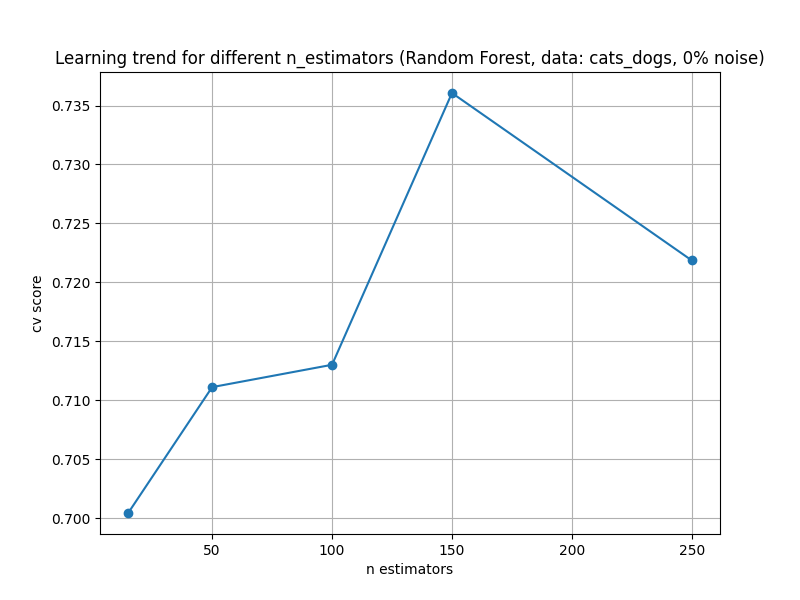 Learning trend for different n_estimators (Random Forest, data: cats_dogs, 0% noise)
cv score
0.735
0.730
0.725
0.720
0.715
0.710
0.705
0.700
50 100 150 200 250
n estimators